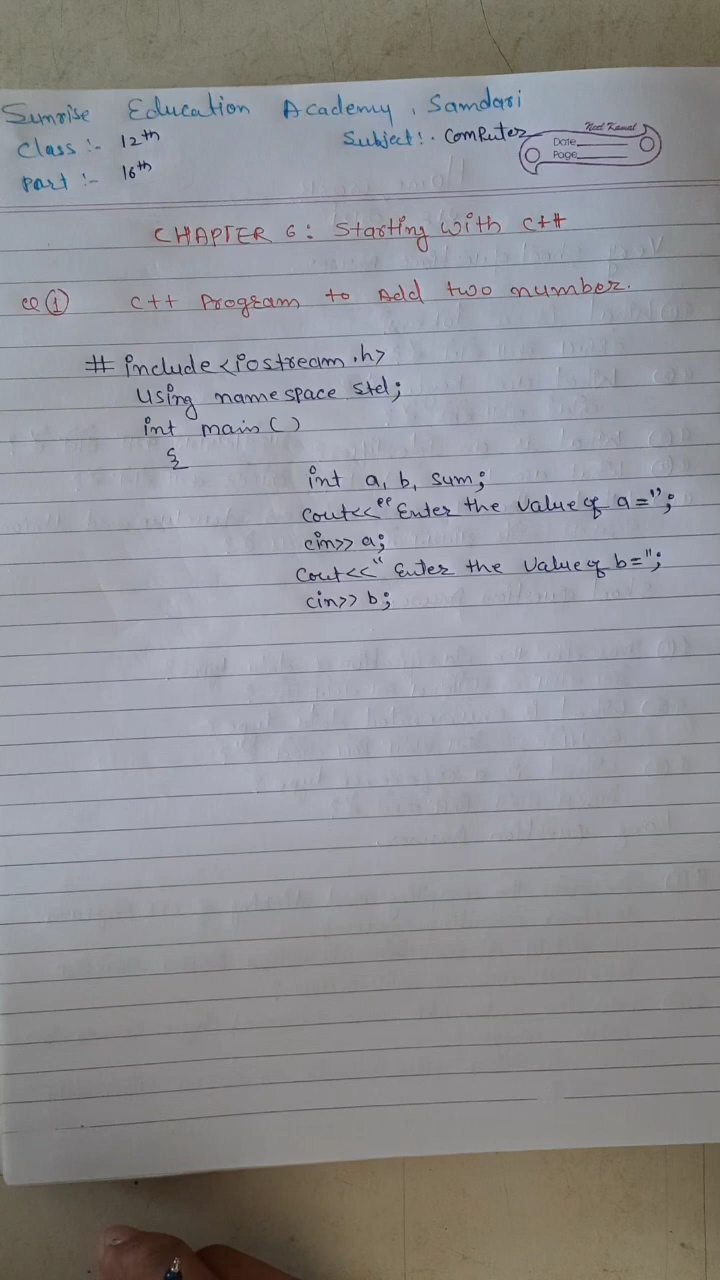 Sunrise Education Academy, Samdari
Class :- 12th Subject :- Computer
Part :- 16th
Neel Kamal
Date
Page
CHAPTER 6: Starting with C++
Q ① C++ Program to Add two number.
# include <iostream.h>
using namespace std;
int main ()
{
int a, b, sum;
cout<<"Enter the value of a=";
cin>> a;
cout<<" Enter the value of b=";
cin>> b;